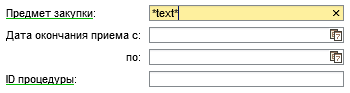 Предмет закупки: *text*
Дата окончания приема с:
по:
ID процедуры: